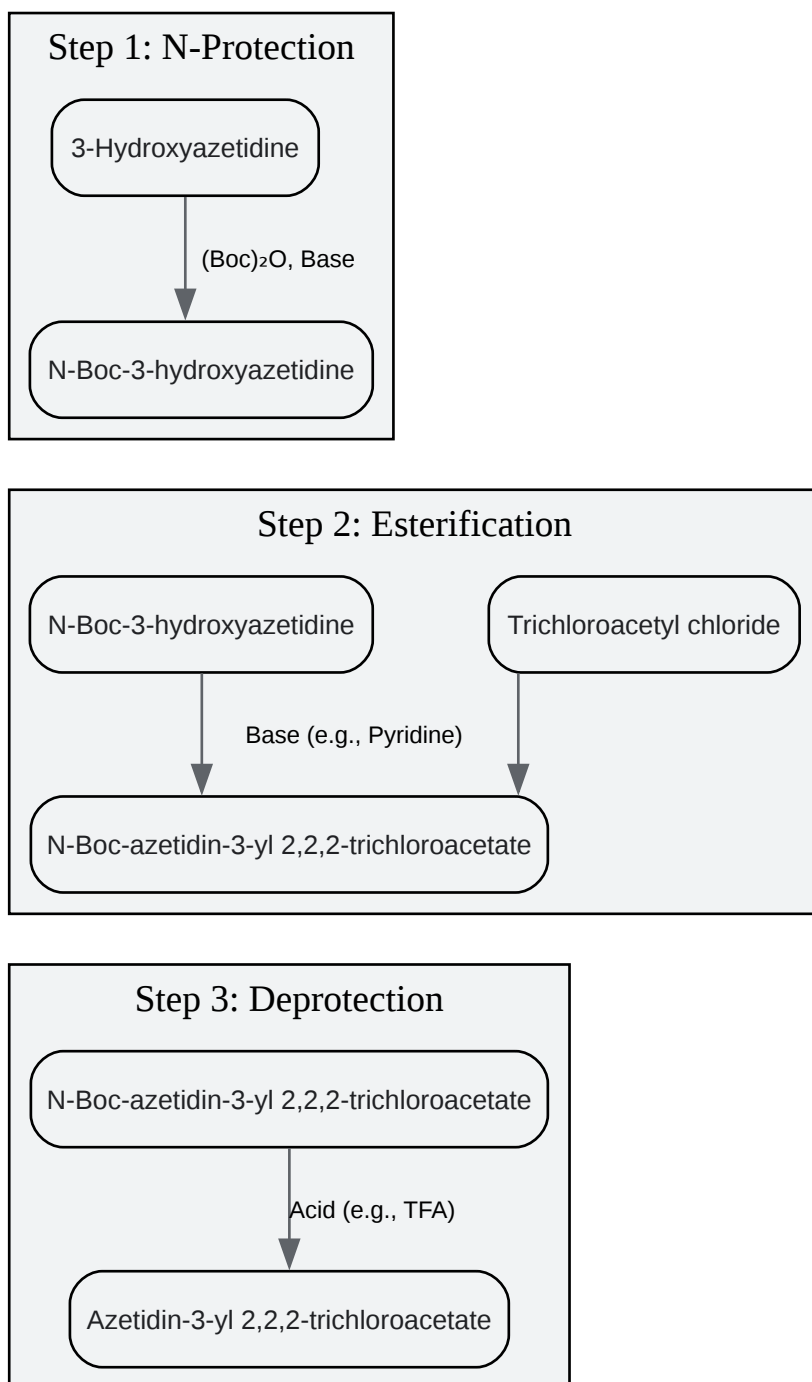 Step 1: N-Protection
3-Hydroxyazetidine
(Boc)₂O, Base
N-Boc-3-hydroxyazetidine
Step 2: Esterification
N-Boc-3-hydroxyazetidine
Trichloroacetyl chloride
Base (e.g., Pyridine)
N-Boc-azetidin-3-yl 2,2,2-trichloroacetate
Step 3: Deprotection
N-Boc-azetidin-3-yl 2,2,2-trichloroacetate
Acid (e.g., TFA)
Azetidin-3-yl 2,2,2-trichloroacetate